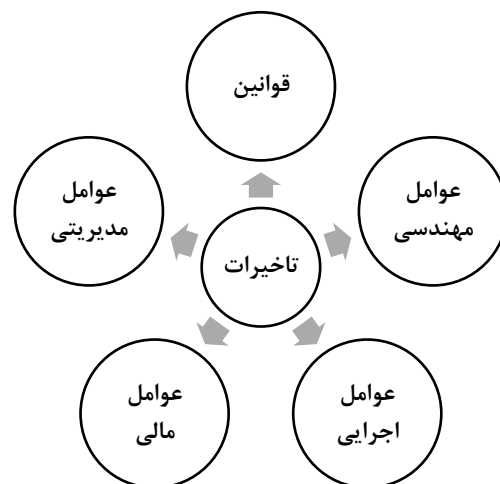 قوانین
عوامل
مهندسی
عوامل
مدیریتی
تاخیرات
عوامل
اجرایی
عوامل
مالی